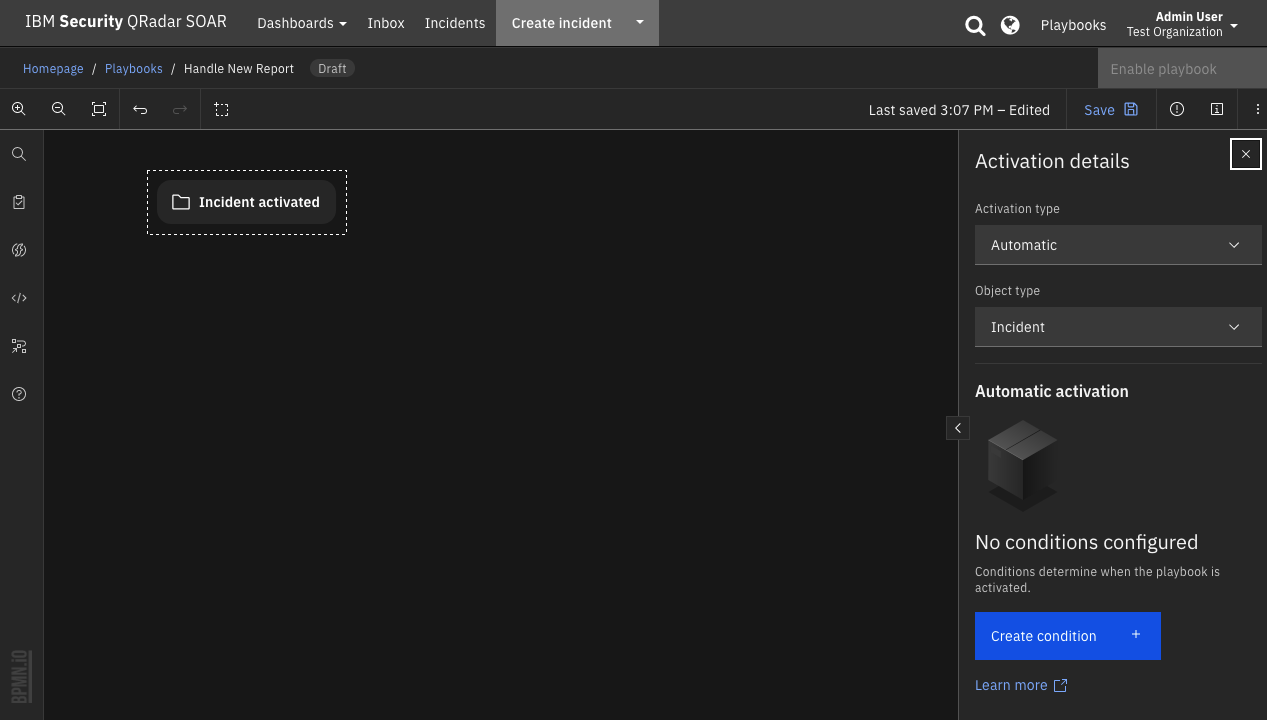 IBM Security QRadar SOAR
Dashboards
Inbox
Incidents
Create incident
Playbooks
Admin User
Test Organization
Homepage / Playbooks / Handle New Report
Draft
Enable playbook
Last saved 3:07 PM – Edited
Save
Incident activated
Activation details
Activation type
Automatic
Object type
Incident
Automatic activation
No conditions configured
Conditions determine when the playbook is
activated.
Create condition
Learn more
BPMN.iO